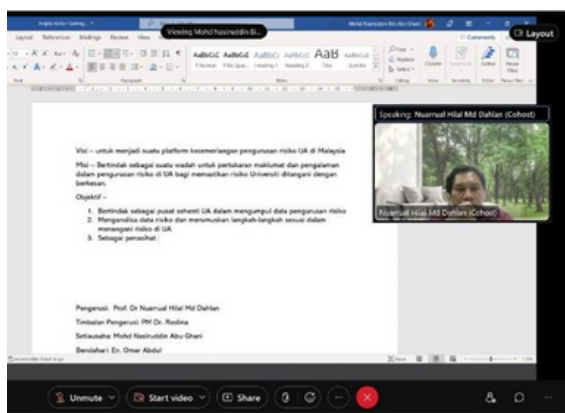 Viewing Mohd Nasiruddin Bi...
Layout
References Mailings Review View
Comments
Visi – untuk menjadi suatu platform kecemerlangan pengurusan risiko UA di Malaysia
Misi – Bertindak sebagai suatu wadah untuk pertukaran maklumat dan pengalaman
dalam pengurusan risiko di UA bagi memastikan risiko Universiti ditangani dengan
berkesan.
Objektif –
1. Bertindak sebagai pusat sehenti UA dalam mengumpul data pengurusan risiko
2. Menganalisa data risiko dan merumuskan langkah-langkah sesuai dalam
menangani risiko di UA
3. Sebagai penasihat
Pengerusi: Prof. Dr Nuarrual Hilal Md Dahlan
Timbalan Pengerusi: PM Dr. Roslina
Setiausaha: Mohd Nasiruddin Abu Ghani
Bendahari: En. Omar Abdul
Speaking: Nuarrual Hilal Md Dahlan (Cohost)
Nuarrual Hilal Md Dahlan (Cohost)
Unmute
Start video
Share